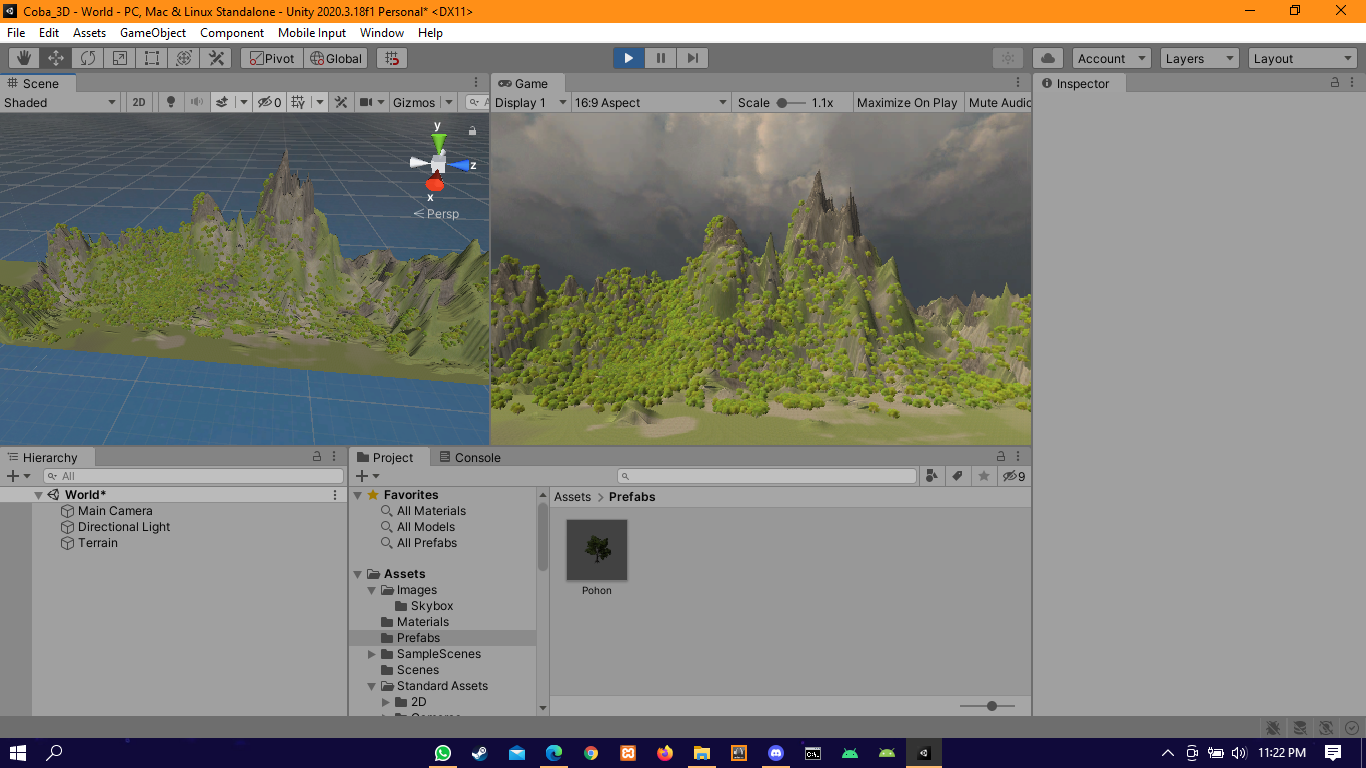 Coba_3D - World - PC, Mac & Linux Standalone - Unity 2020.3.18f1 Personal* <DX11>
File Edit Assets GameObject Component Mobile Input Window Help
Pivot Global Account Layers Layout
Scene
Shaded 2D 0 Gizmos A
y
z
x
Persp
Game
Display 1 16:9 Aspect Scale 1.1x Maximize On Play Mute Audio
Inspector
Hierarchy
All
World*
Main Camera
Directional Light
Terrain
Project Console
9
Favorites
All Materials
All Models
All Prefabs
Assets
Images
Skybox
Materials
Prefabs
SampleScenes
Scenes
Standard Assets
2D
Assets > Prefabs
Pohon
11:22 PM